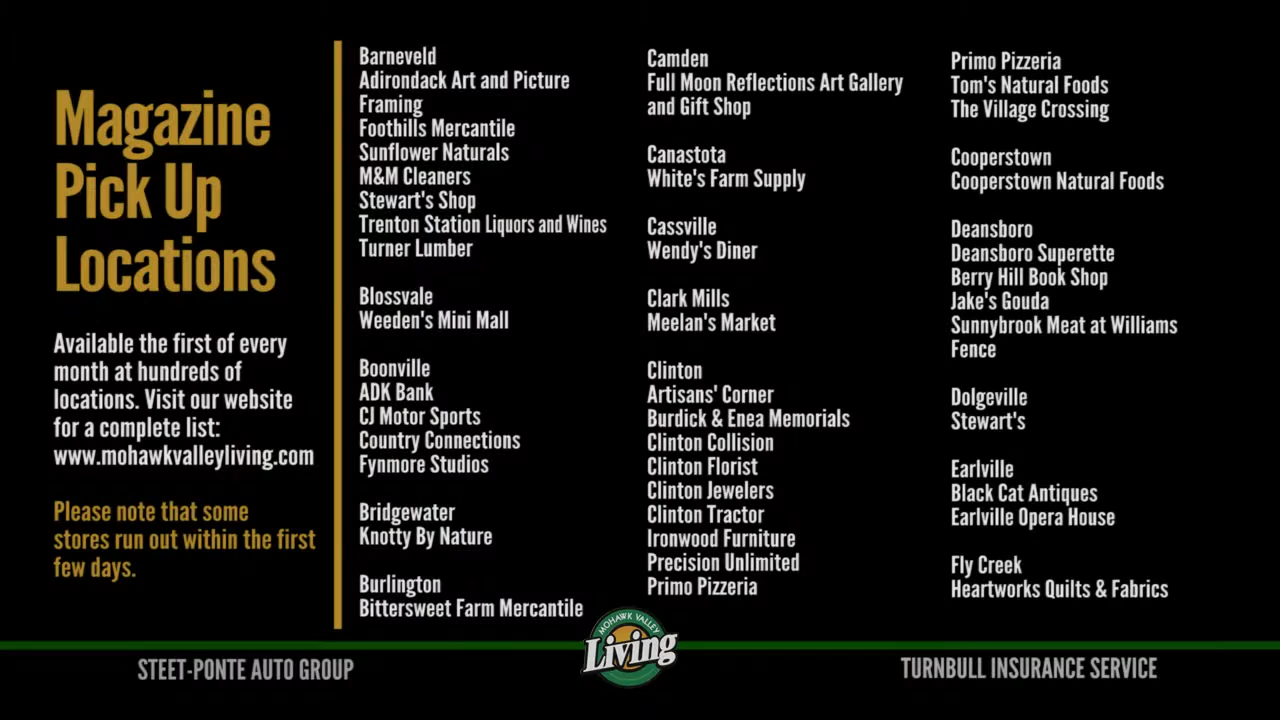 Magazine
Pick Up
Locations
Available the first of every
month at hundreds of
locations. Visit our website
for a complete list:
www.mohawkvalleyliving.com
Please note that some
stores run out within the first
few days.
Barneveld
Adirondack Art and Picture
Framing
Foothills Mercantile
Sunflower Naturals
M&M Cleaners
Stewart's Shop
Trenton Station Liquors and Wines
Turner Lumber
Blossvale
Weeden's Mini Mall
Boonville
ADK Bank
CJ Motor Sports
Country Connections
Fynmore Studios
Bridgewater
Knotty By Nature
Burlington
Bittersweet Farm Mercantile
Camden
Full Moon Reflections Art Gallery
and Gift Shop
Canastota
White's Farm Supply
Cassville
Wendy's Diner
Clark Mills
Meelan's Market
Clinton
Artisans' Corner
Burdick & Enea Memorials
Clinton Collision
Clinton Florist
Clinton Jewelers
Clinton Tractor
Ironwood Furniture
Precision Unlimited
Primo Pizzeria
Primo Pizzeria
Tom's Natural Foods
The Village Crossing
Cooperstown
Cooperstown Natural Foods
Deansboro
Deansboro Superette
Berry Hill Book Shop
Jake's Gouda
Sunnybrook Meat at Williams
Fence
Dolgeville
Stewart's
Earlville
Black Cat Antiques
Earlville Opera House
Fly Creek
Heartworks Quilts & Fabrics
MOHAWK VALLEY
Living
STEET-PONTE AUTO GROUP
TURNBULL INSURANCE SERVICE